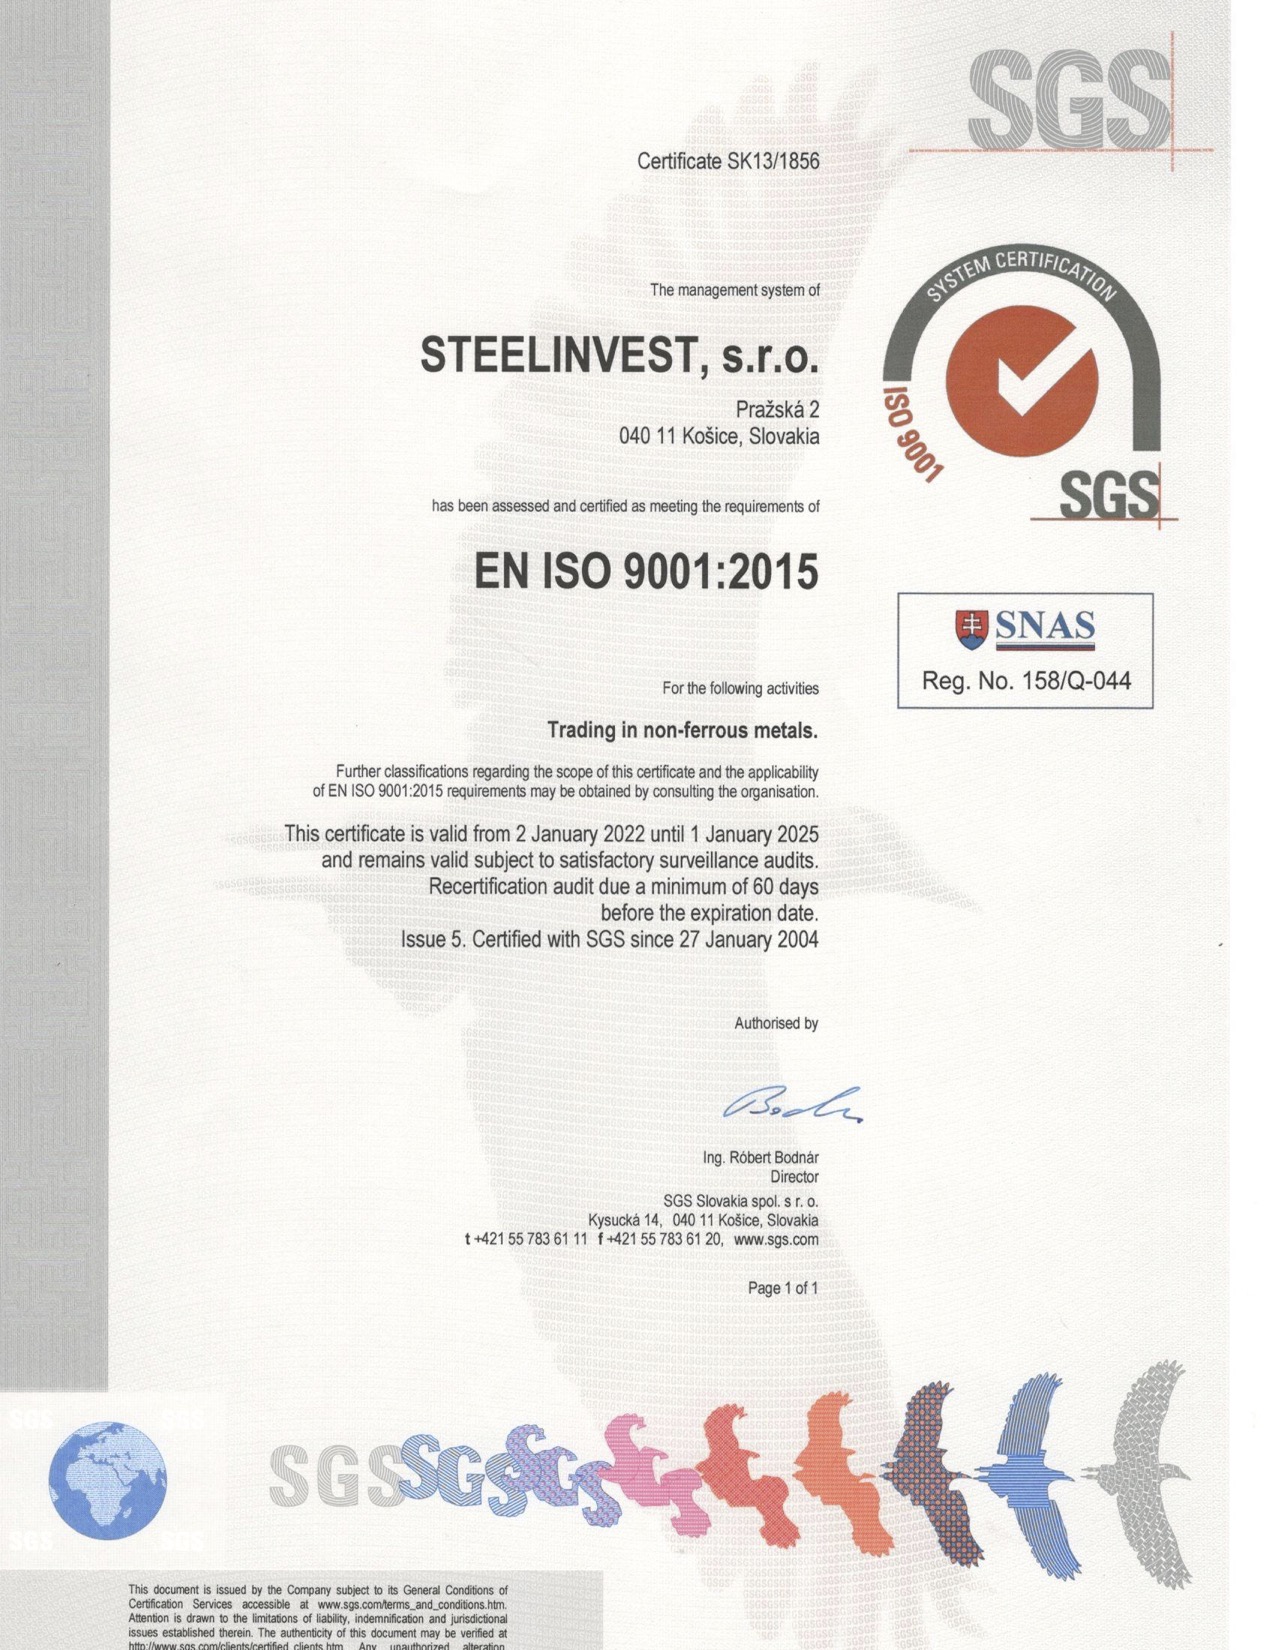 SGS
Certificate SK13/1856
The management system of
STEELINVEST, s.r.o.
Pražská 2
040 11 Košice, Slovakia
SYSTEM CERTIFICATION
ISO 9001
SGS
has been assessed and certified as meeting the requirements of
EN ISO 9001:2015
SNAS
Reg. No. 158/Q-044
For the following activities
Trading in non-ferrous metals.
Further classifications regarding the scope of this certificate and the applicability
of EN ISO 9001:2015 requirements may be obtained by consulting the organisation.
This certificate is valid from 2 January 2022 until 1 January 2025
and remains valid subject to satisfactory surveillance audits.
Recertification audit due a minimum of 60 days
before the expiration date.
Issue 5. Certified with SGS since 27 January 2004
Authorised by
Ing. Róbert Bodnár
Director
SGS Slovakia spol. s r. o.
Kysucká 14, 040 11 Košice, Slovakia
t +421 55 783 61 11 f +421 55 783 61 20, www.sgs.com
Page 1 of 1
SGS SGS SGS
SGS SGS
SGS SGS
This document is issued by the Company subject to its General Conditions of
Certification Services accessible at www.sgs.com/terms_and_conditions.htm.
Attention is drawn to the limitations of liability, indemnification and jurisdictional
issues established therein. The authenticity of this document may be verified at
http://www.sgs.com/clients/certified_clients.htm. Any unauthorized alteration,